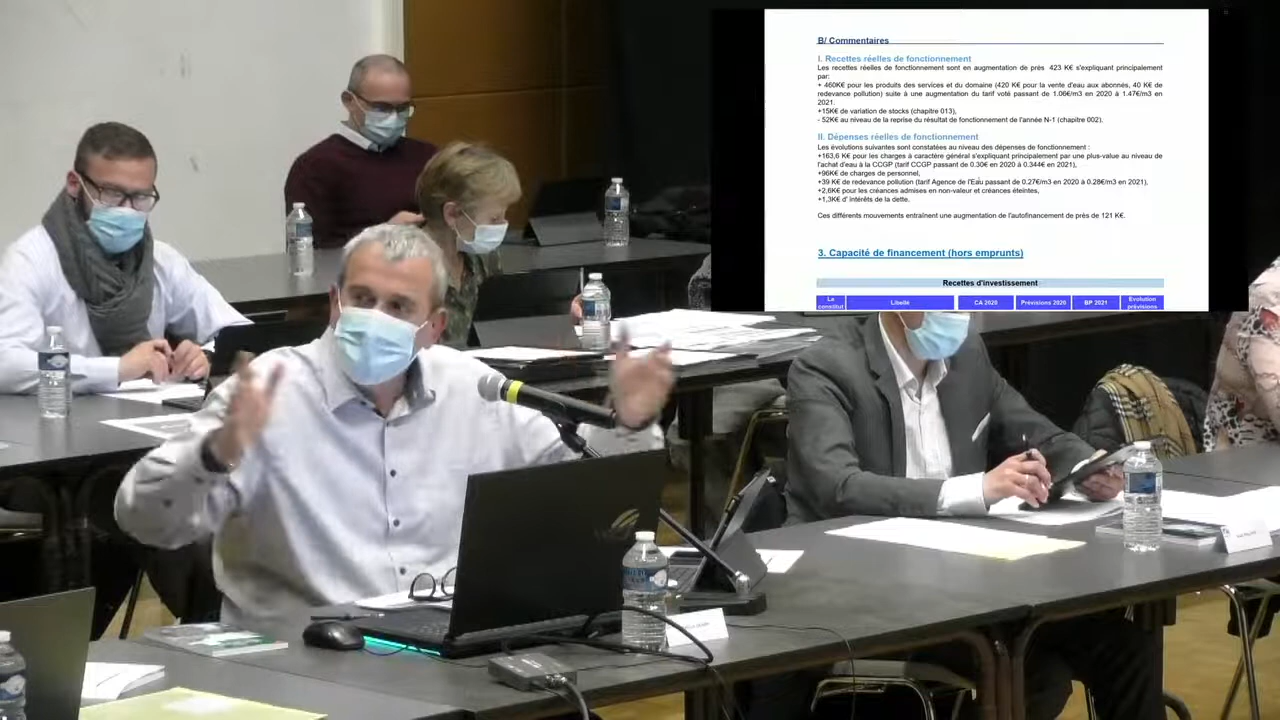 B/ Commentaires
I. Recettes réelles de fonctionnement
Les recettes réelles de fonctionnement sont en augmentation de près 423 K€ s'expliquant principalement
par:
+ 460K€ pour les produits des services et du domaine (420 K€ pour la vente d'eau aux abonnés, 40 K€ de
redevance pollution) suite à une augmentation du tarif voté passant de 1.06€/m3 en 2020 à 1.47€/m3 en
2021.
+15K€ de variation de stocks (chapitre 013),
- 52K€ au niveau de la reprise du résultat de fonctionnement de l'année N-1 (chapitre 002).
II. Dépenses réelles de fonctionnement
Les évolutions suivantes sont constatées au niveau des dépenses de fonctionnement :
+163,6 K€ pour les charges à caractère général s'expliquant principalement par une plus-value au niveau de
l'achat d'eau à la CCGP (tarif CCGP passant de 0.30€ en 2020 à 0.344€ en 2021),
+96K€ de charges de personnel,
+39 K€ de redevance pollution (tarif Agence de l'Eau passant de 0.27€/m3 en 2020 à 0.28€/m3 en 2021),
+2,6K€ pour les créances admises en non-valeur et créances éteintes,
+1,3K€ d' intérêts de la dette.
Ces différents mouvements entraînent une augmentation de l'autofinancement de près de 121 K€.
3. Capacité de financement (hors emprunts)
Recettes d'investissement
La constitut Libellé CA 2020 Prévisions 2020 BP 2021 Évolution prévisions